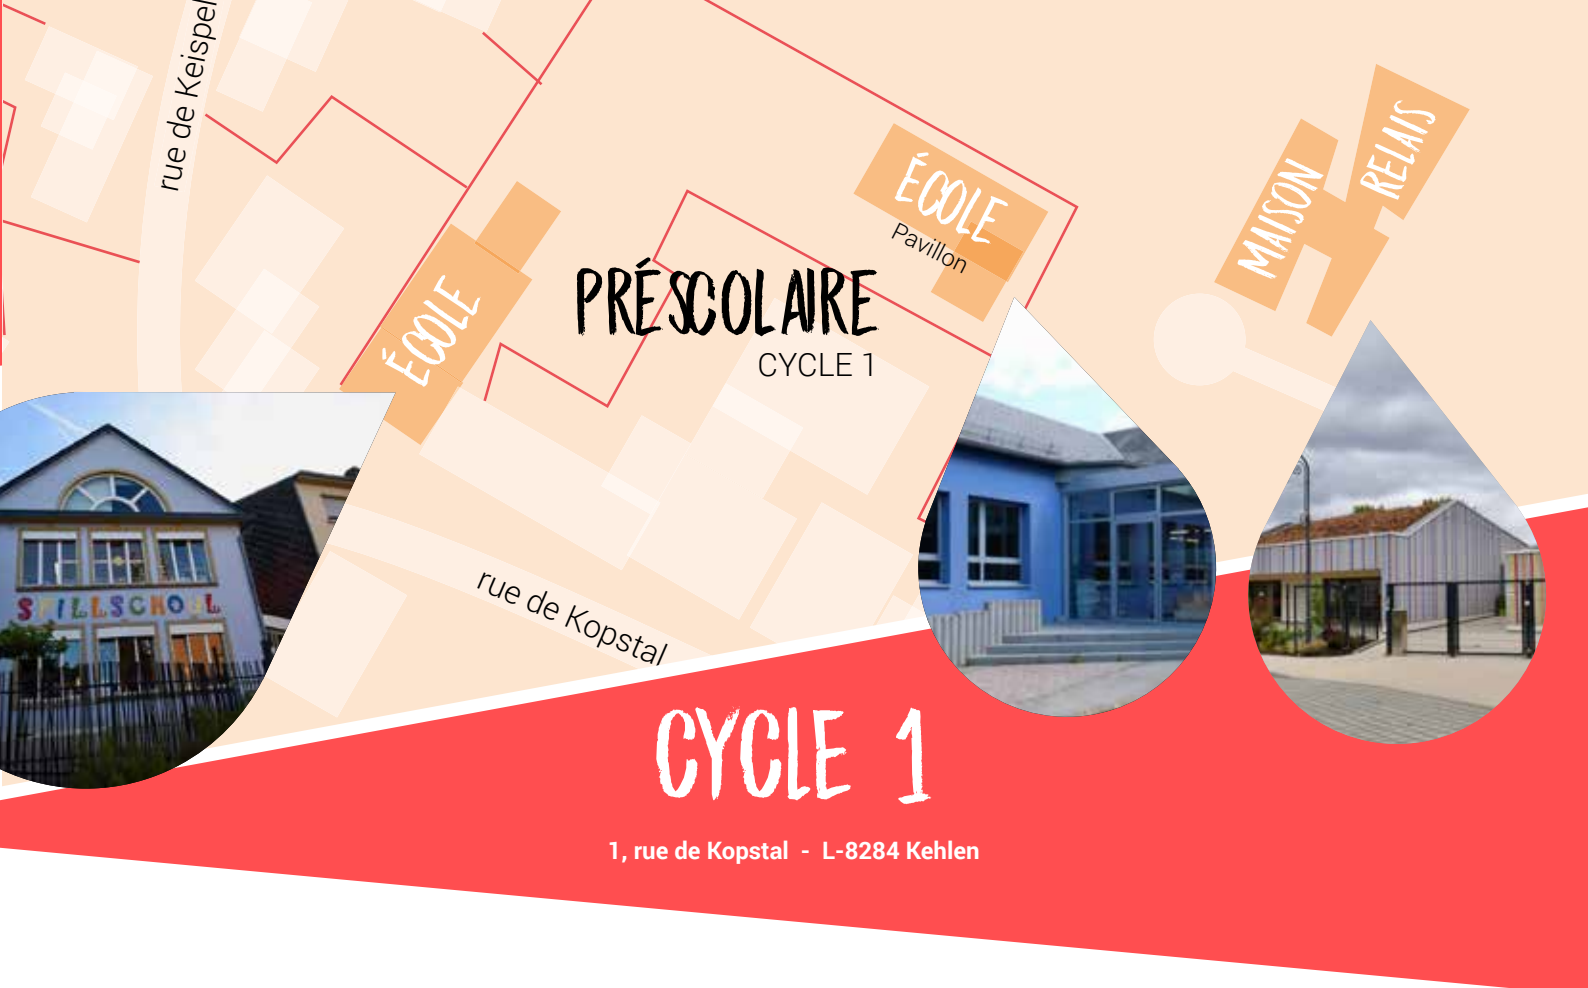 rue de Keispel
ÉCOLE
Pavillon
MAISON
RELAIS
ÉCOLE
PRÉSCOLAIRE
CYCLE 1
SPILLSCHOUL
rue de Kopstal
CYCLE 1
1, rue de Kopstal - L-8284 Kehlen